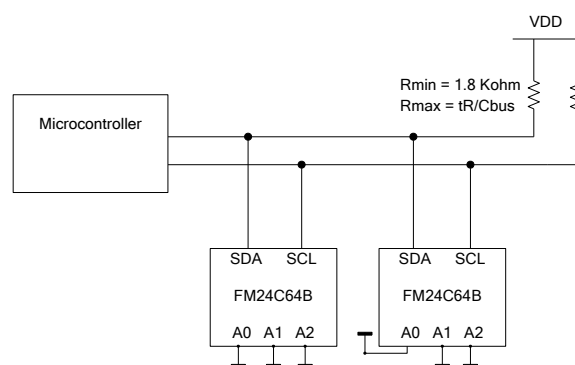 VDD
Rmin = 1.8 Kohm
Rmax = tR/Cbus
Microcontroller
SDA SCL
SDA SCL
FM24C64B
FM24C64B
A0 A1 A2
A0 A1 A2